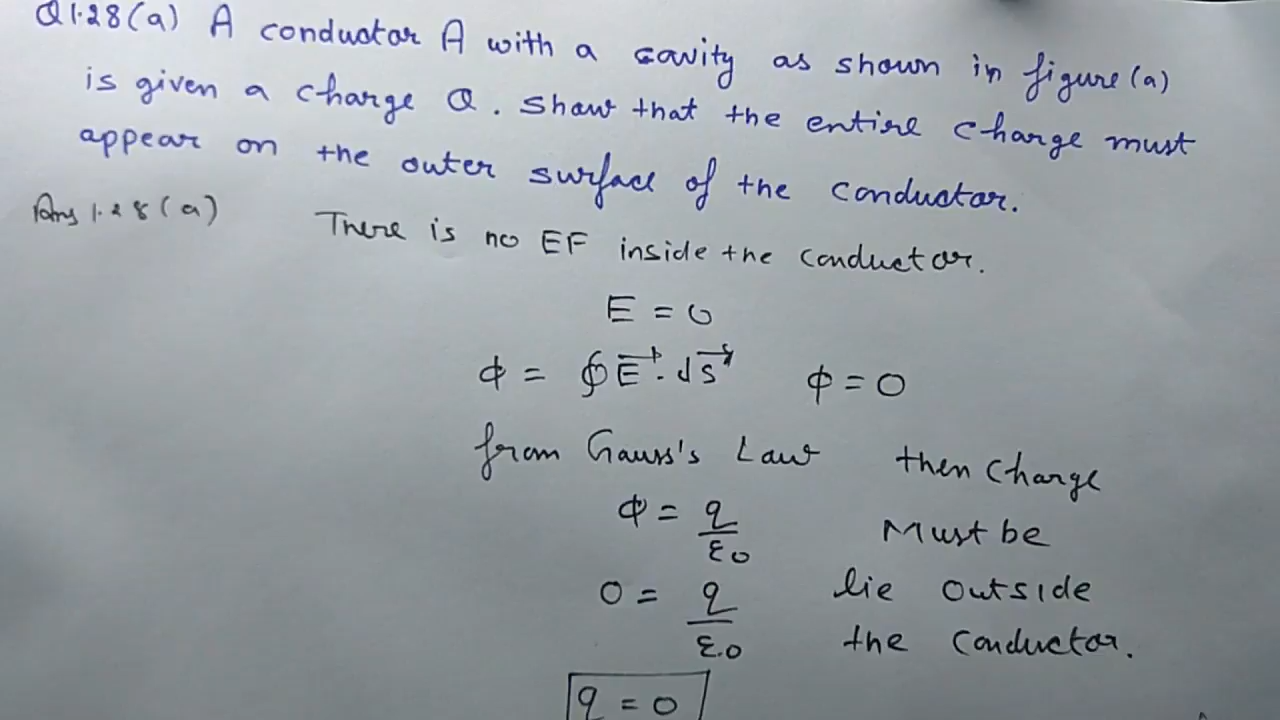 Q1.28(a) A conductor A with a cavity as shown in figure(a)
is given a charge Q. Show that the entire charge must
appear on the outer surface of the conductor.
Ans 1.28(a) There is no EF inside the conductor.
E = 0
ϕ = ∮E⃗.dS⃗ ϕ = 0
from Gauss's Law then charge
ϕ = q/ε0 Must be
0 = q/ε0 lie outside
the conductor.
q = 0